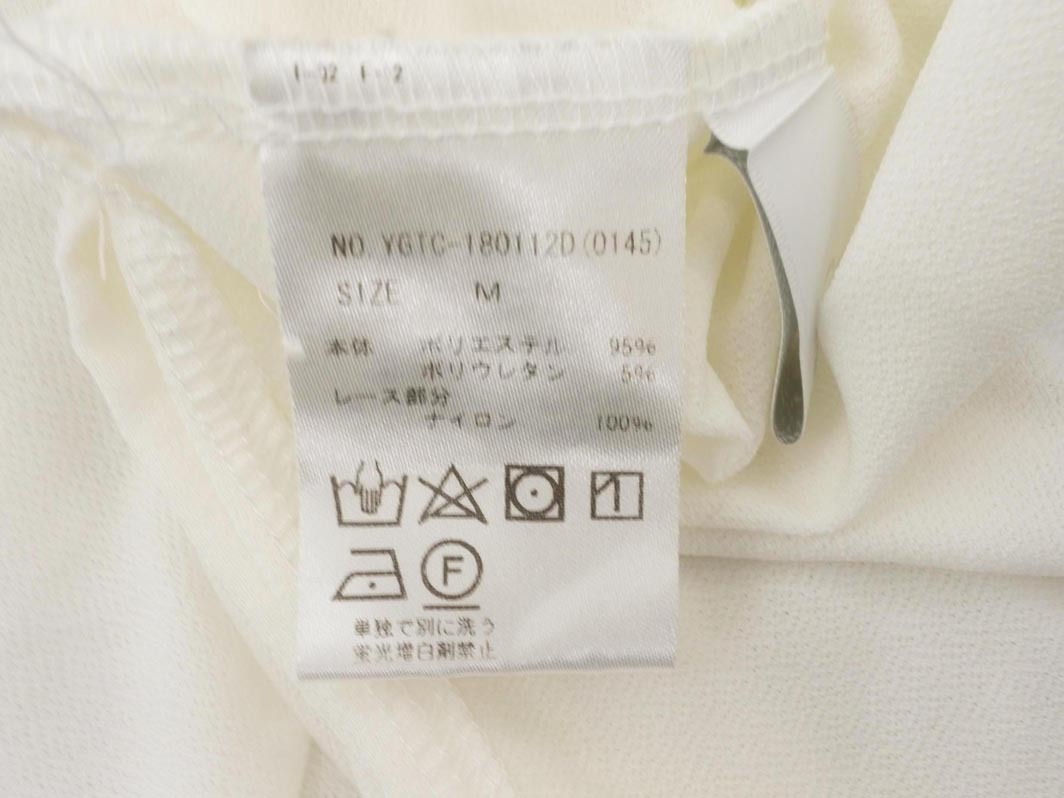 NO. YGTC-180112D(0145)
SIZE M
本体 ポリエステル 95%
ポリウレタン 5%
レース部分
ナイロン 100%
F
単独で別に洗う
蛍光増白剤禁止